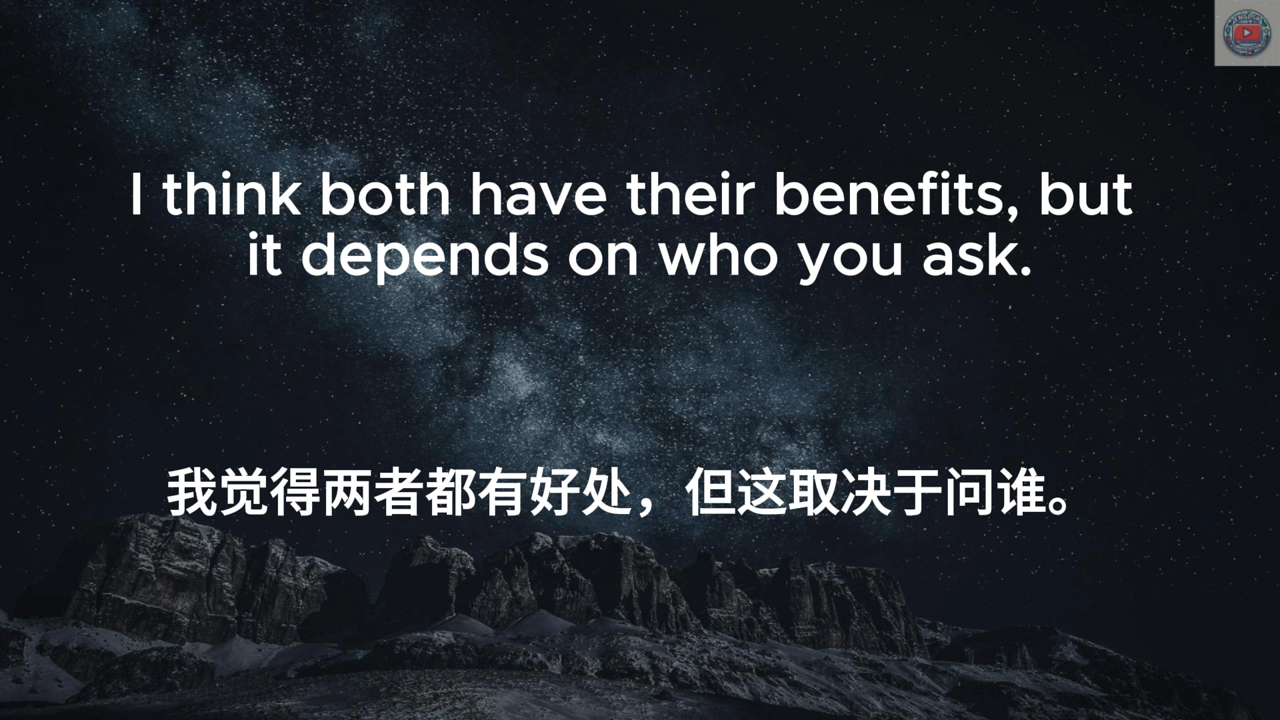 I think both have their benefits, but
it depends on who you ask.
我觉得两者都有好处，但这取决于问谁。